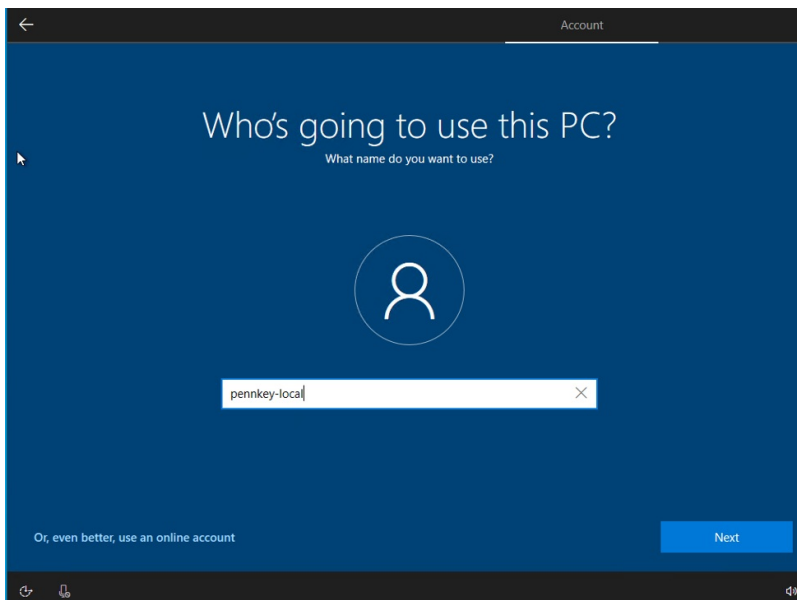 Account
Who's going to use this PC?
What name do you want to use?
pennkey-local
Or, even better, use an online account
Next